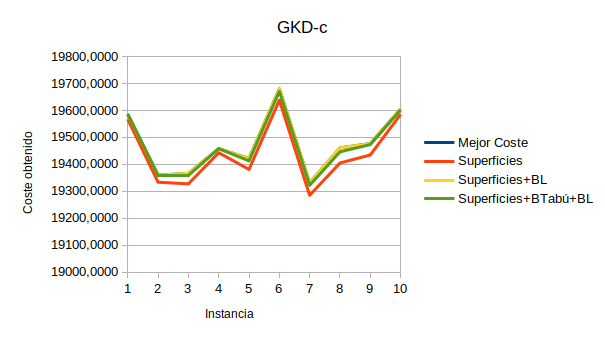 GKD-c
19800,0000
19700,0000
19600,0000
19500,0000
19400,0000
19300,0000
19200,0000
19100,0000
19000,0000
Coste obtenido
1 2 3 4 5 6 7 8 9 10
Instancia
Mejor Coste
Superficies
Superficies+BL
Superficies+BTabú+BL